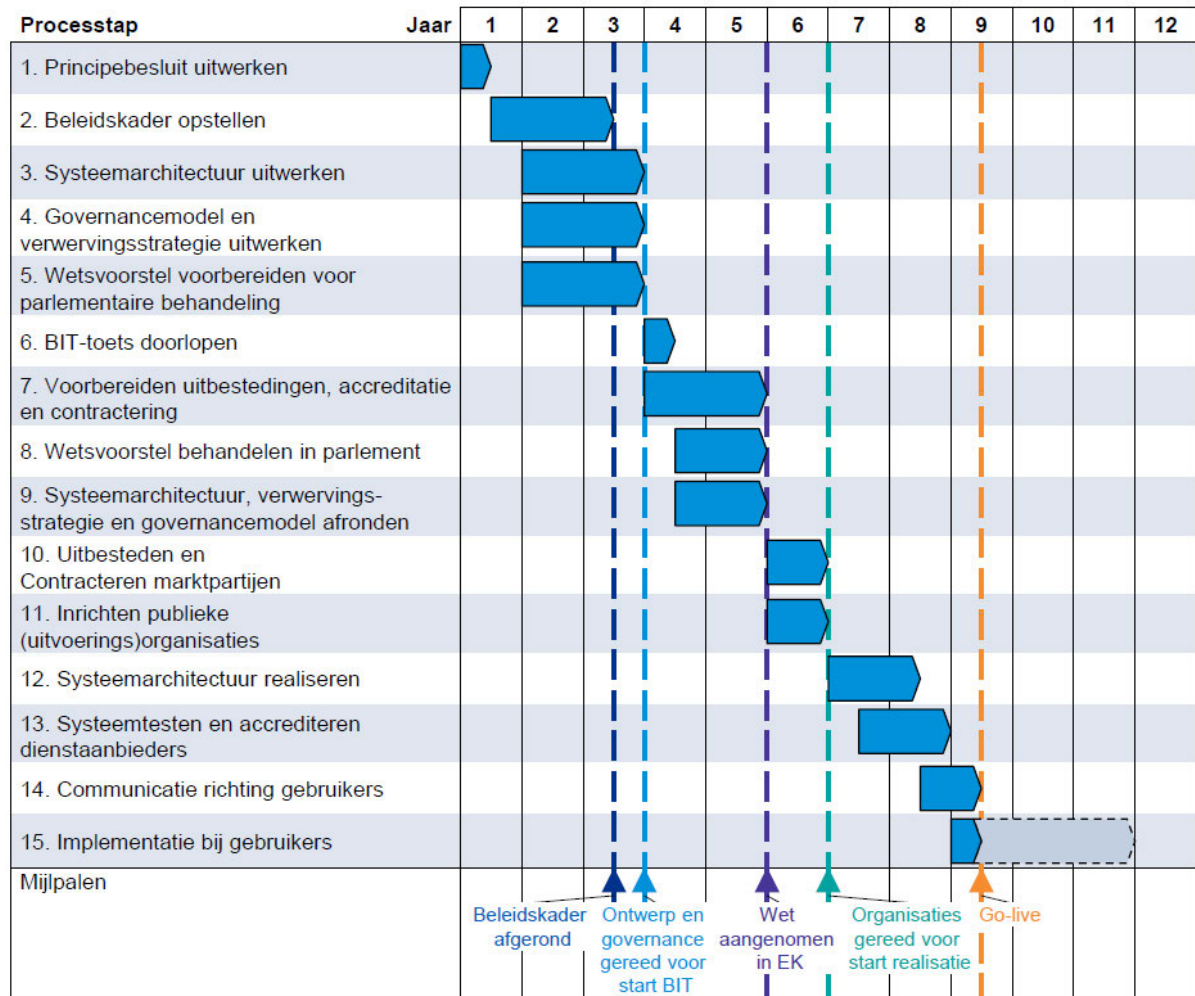 Processtap Jaar 1 2 3 4 5 6 7 8 9 10 11 12
1. Principebesluit uitwerken
2. Beleidskader opstellen
3. Systeemarchitectuur uitwerken
4. Governancemodel en
verwervingsstrategie uitwerken
5. Wetsvoorstel voorbereiden voor
parlementaire behandeling
6. BIT-toets doorlopen
7. Voorbereiden uitbestedingen, accreditatie
en contractering
8. Wetsvoorstel behandelen in parlement
9. Systeemarchitectuur, verwervings-
strategie en governancemodel afronden
10. Uitbesteden en
Contracteren marktpartijen
11. Inrichten publieke
(uitvoerings)organisaties
12. Systeemarchitectuur realiseren
13. Systeemtesten en accrediteren
dienstaanbieders
14. Communicatie richting gebruikers
15. Implementatie bij gebruikers
Mijlpalen
Beleidskader
afgerond
Ontwerp en
governance
gereed voor
start BIT
Wet
aangenomen
in EK
Organisaties
gereed voor
start realisatie
Go-live